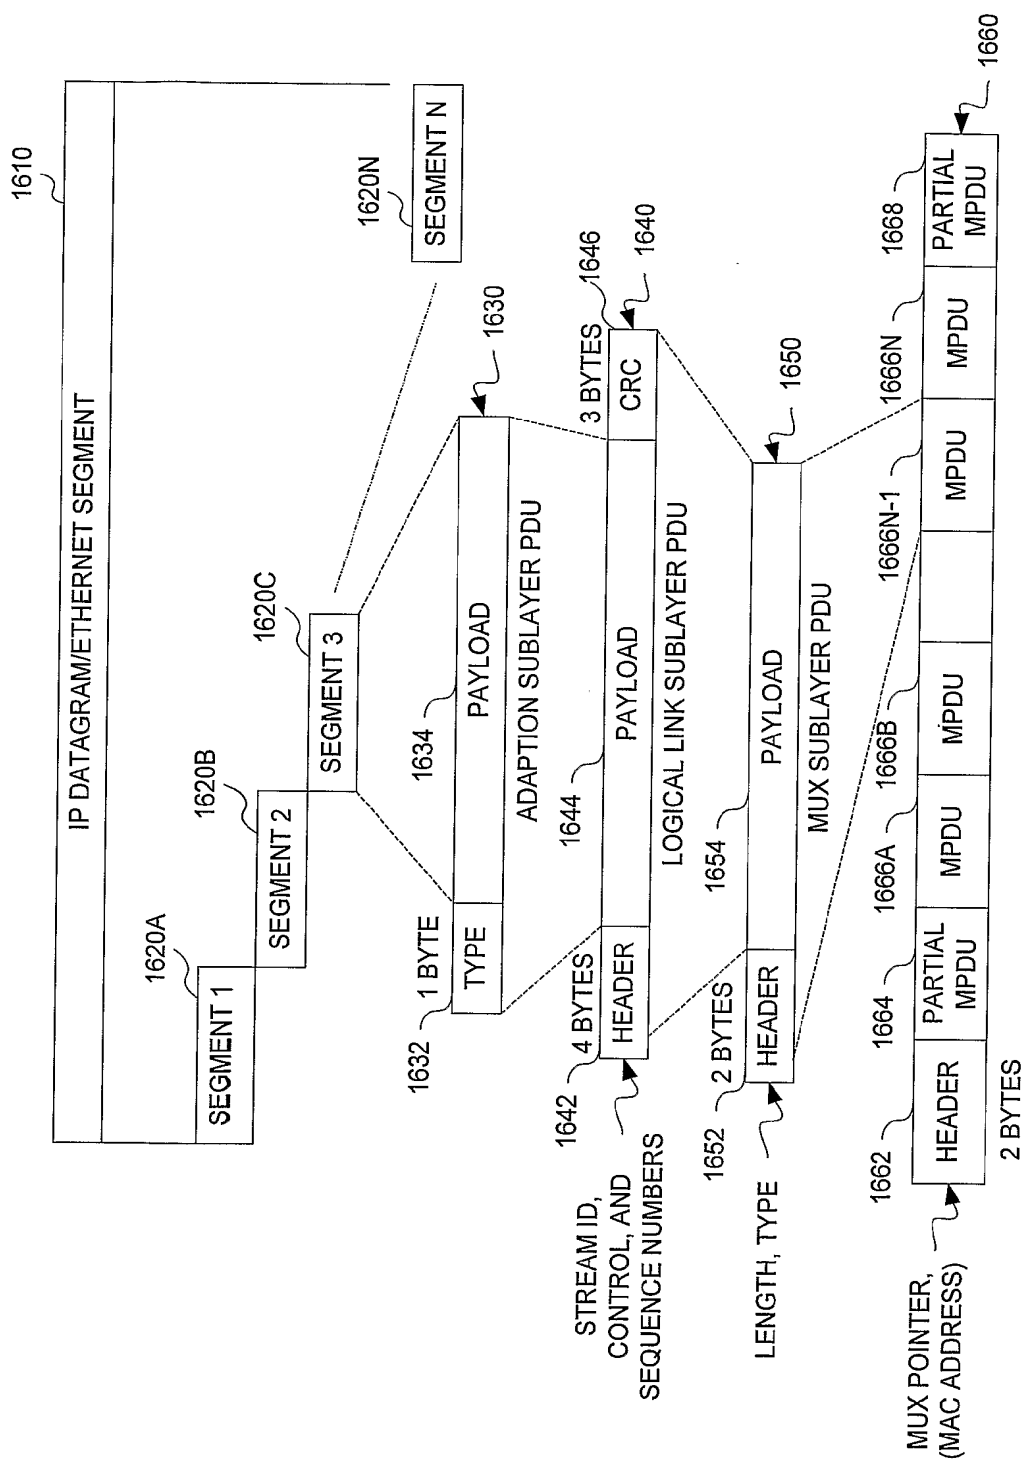 1610
IP DATAGRAM/ETHERNET SEGMENT
1620A
SEGMENT 1
1620B
SEGMENT 2
1620C
SEGMENT 3
1620N
SEGMENT N
1630
1632
1 BYTE
TYPE
1634
PAYLOAD
ADAPTION SUBLAYER PDU
1640
1642
4 BYTES
HEADER
1644
PAYLOAD
3 BYTES
1646
CRC
LOGICAL LINK SUBLAYER PDU
STREAM ID,
CONTROL, AND
SEQUENCE NUMBERS
1650
1652
2 BYTES
HEADER
1654
PAYLOAD
MUX SUBLAYER PDU
LENGTH, TYPE
1660
1662
HEADER
2 BYTES
1664
PARTIAL
MPDU
1666A
MPDU
1666B
MPDU
1666N-1
MPDU
1666N
MPDU
1668
PARTIAL
MPDU
MUX POINTER,
(MAC ADDRESS)